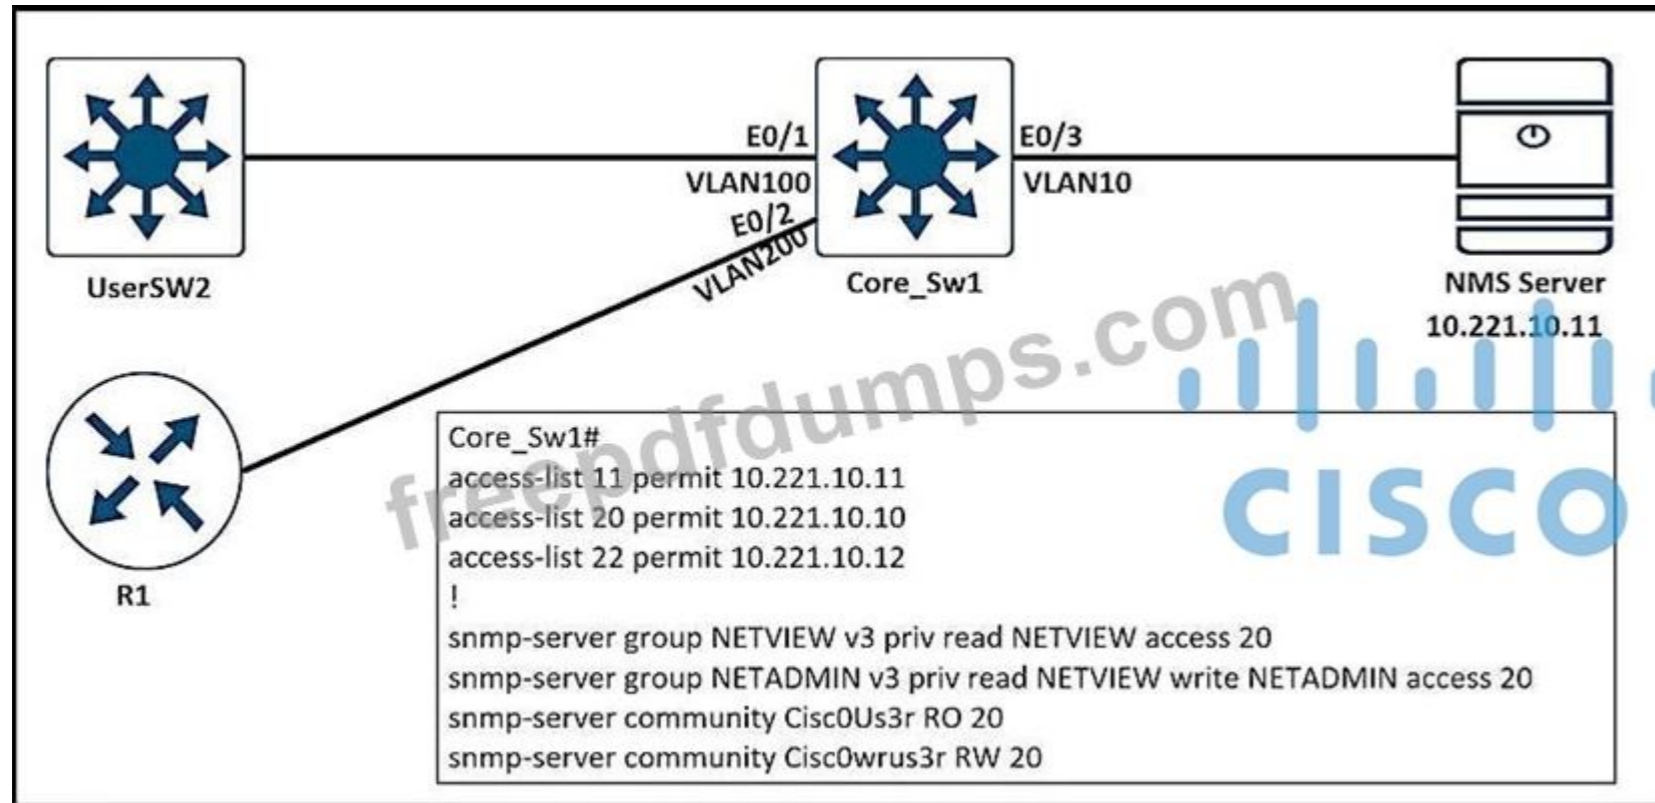 E0/1
E0/3
VLAN100
VLAN10
E0/2
VLAN200
UserSW2
Core_Sw1
NMS Server
10.221.10.11
freepdfdumps.com
CISCO
R1
Core_Sw1#
access-list 11 permit 10.221.10.11
access-list 20 permit 10.221.10.10
access-list 22 permit 10.221.10.12
!
snmp-server group NETVIEW v3 priv read NETVIEW access 20
snmp-server group NETADMIN v3 priv read NETVIEW write NETADMIN access 20
snmp-server community Cisc0Us3r RO 20
snmp-server community Cisc0wrus3r RW 20